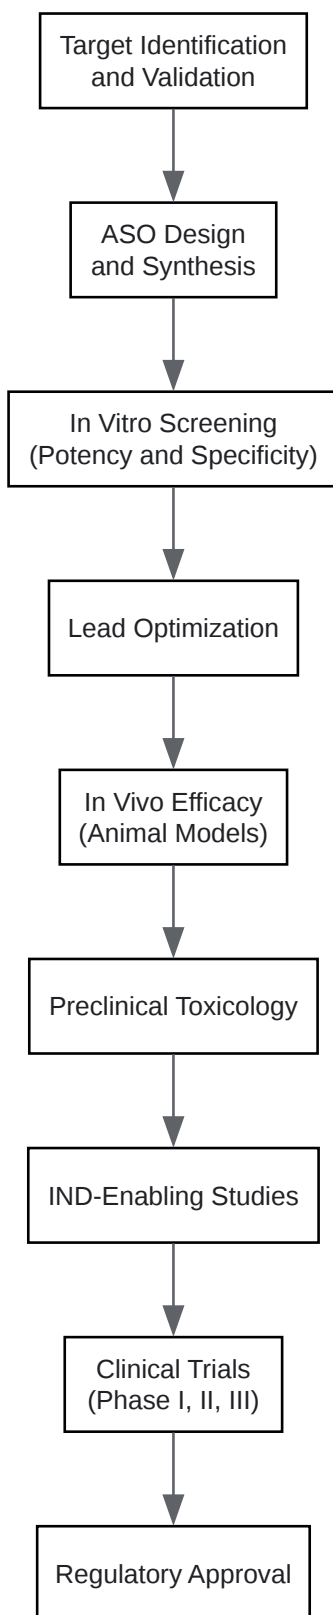 Target Identification
and Validation
ASO Design
and Synthesis
In Vitro Screening
(Potency and Specificity)
Lead Optimization
In Vivo Efficacy
(Animal Models)
Preclinical Toxicology
IND-Enabling Studies
Clinical Trials
(Phase I, II, III)
Regulatory Approval